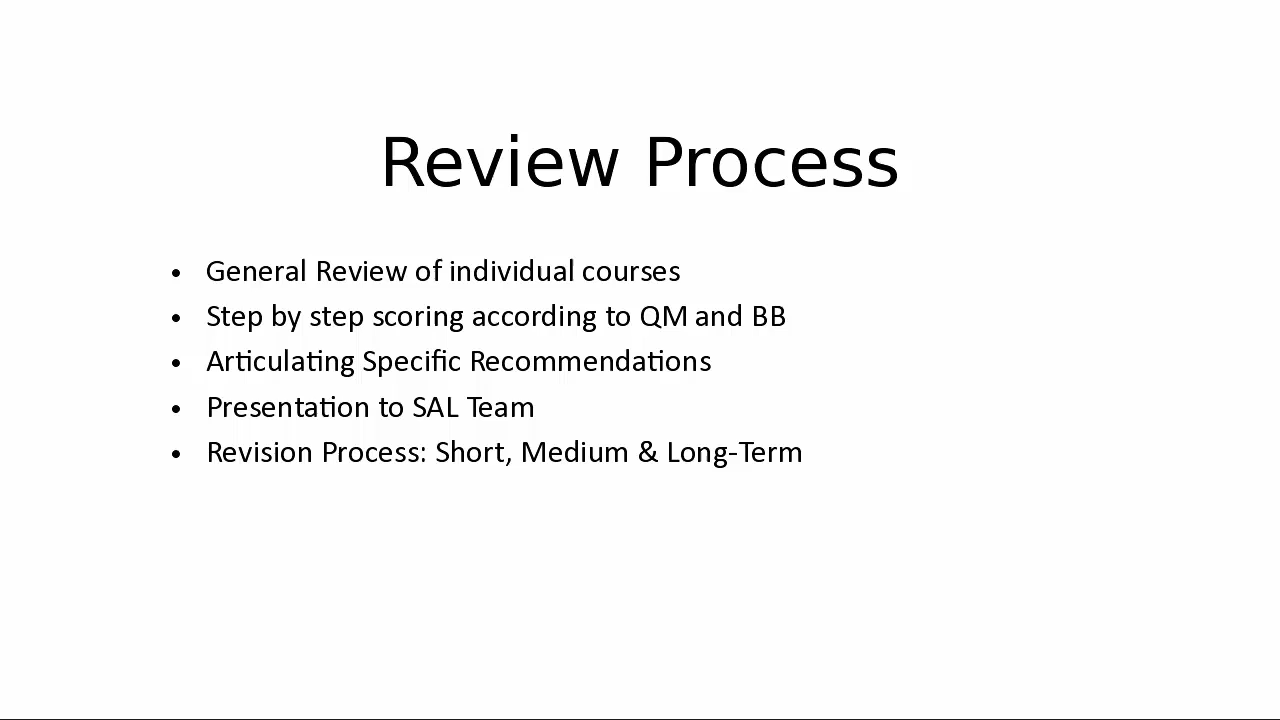 Review Process
• General Review of individual courses
• Step by step scoring according to QM and BB
• Articulating Specific Recommendations
• Presentation to SAL Team
• Revision Process: Short, Medium & Long-Term